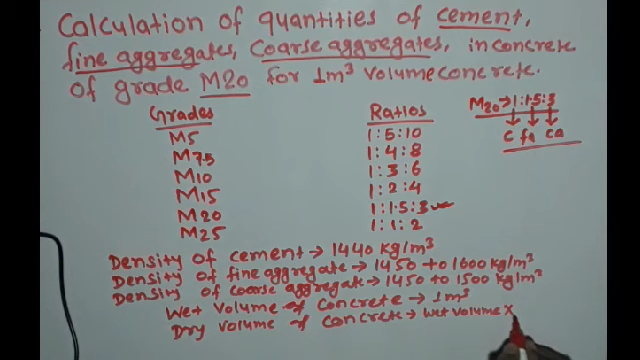 Calculation of quantities of cement,
fine aggregates, Coarse aggregates, in concrete
of grade M20 for 1m³ volume concrete.
Grades Ratios
M5 1:5:10
M7.5 1:4:8
M10 1:3:6
M15 1:2:4
M20 1:1.5:3
M25 1:1:2
M20→1:1.5:3
C fA CA
Density of cement→1440 kg/m³
Density of fine aggregate→1450 to 1600 kg/m³
Density of coarse aggregate→1450 to 1500 kg/m³
Wet Volume of Concrete→1m³
Dry Volume of concrete→wet volume X